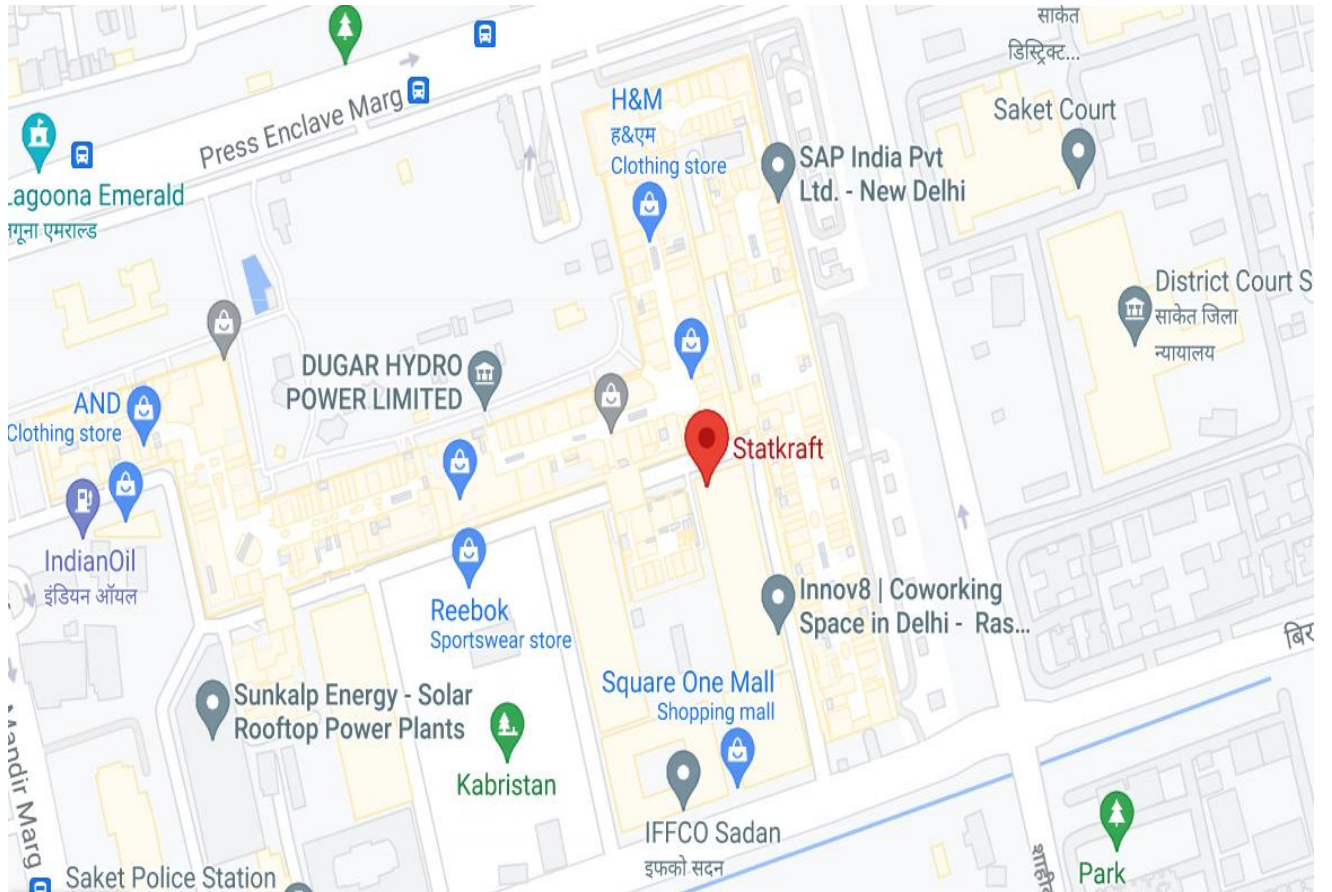 साकेत
डिस्ट्रिक्ट...
Press Enclave Marg
H&M
ह&एम
Clothing store
Saket Court
SAP India Pvt
Ltd. - New Delhi
Lagoona Emerald
लगूना एमराल्ड
District Court S
साकेत जिला
न्यायालय
DUGAR HYDRO
POWER LIMITED
AND
Clothing store
Statkraft
IndianOil
इंडियन ऑयल
Reebok
Sportswear store
Innov8 | Coworking
Space in Delhi - Ras...
बिर
Square One Mall
Shopping mall
Sunkalp Energy - Solar
Rooftop Power Plants
Mandir Marg
Kabristan
IFFCO Sadan
इफको सदन
Park
Saket Police Station